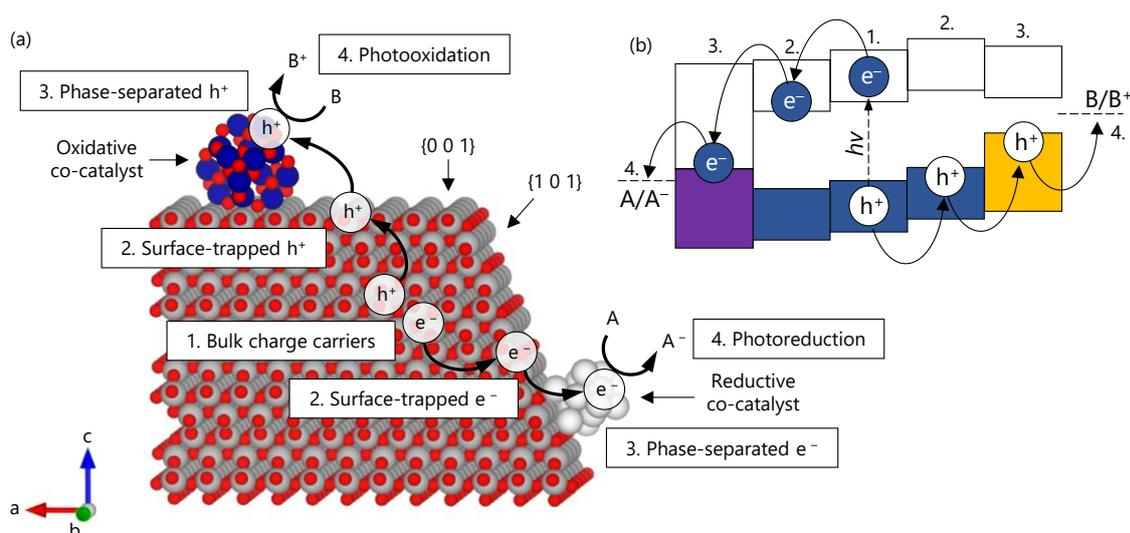 (a)
B⁺
4. Photooxidation
3. Phase-separated h⁺
B
h⁺
Oxidative
co-catalyst
{0 0 1}
{1 0 1}
h⁺
2. Surface-trapped h⁺
h⁺
e⁻
1. Bulk charge carriers
e⁻
A
A⁻
4. Photoreduction
2. Surface-trapped e⁻
e⁻
Reductive
co-catalyst
3. Phase-separated e⁻
c
a
b
(b)
3.
2.
1.
2.
3.
e⁻
e⁻
B/B⁺
4.
hν
h⁺
e⁻
4.
A/A⁻
h⁺
h⁺